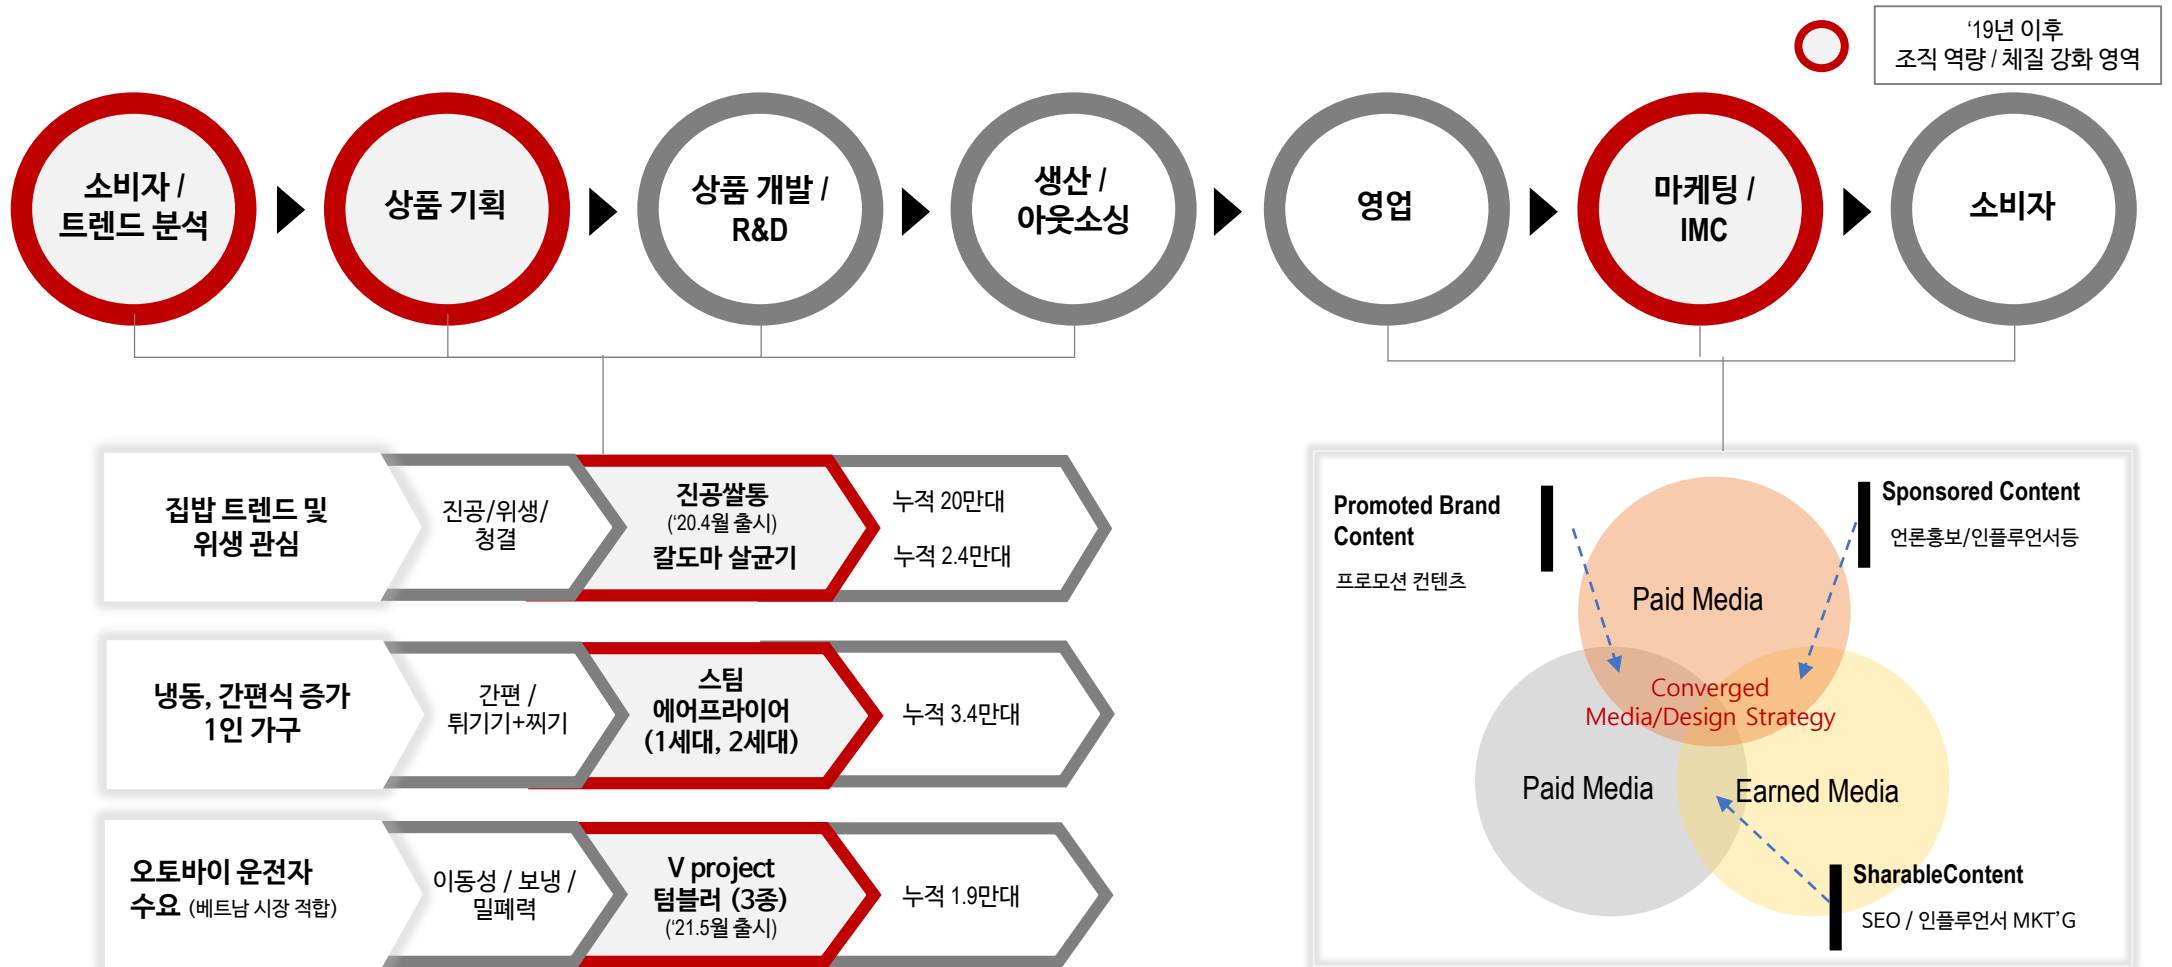 ‘19년 이후
조직 역량 / 체질 강화 영역
소비자 /
트렌드 분석
상품 기획
상품 개발 /
R&D
생산 /
아웃소싱
영업
마케팅 /
IMC
소비자
집밥 트렌드 및
위생 관심
진공/위생/
청결
진공쌀통
(‘20.4월 출시)
칼도마 살균기
누적 20만대
누적 2.4만대
냉동, 간편식 증가
1인 가구
간편 /
튀기기+찌기
스팀
에어프라이어
(1세대, 2세대)
누적 3.4만대
오토바이 운전자
수요 (베트남 시장 적합)
이동성 / 보냉 /
밀폐력
V project
텀블러 (3종)
(‘21.5월 출시)
누적 1.9만대
Promoted Brand
Content
프로모션 컨텐츠
Sponsored Content
언론홍보/인플루언서등
Paid Media
Converged
Media/Design Strategy
Paid Media
Earned Media
SharableContent
SEO / 인플루언서 MKT’G